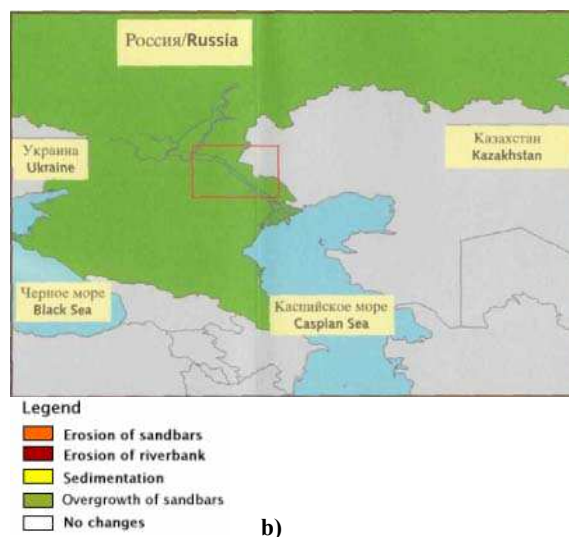 Россия/Russia
Украина
Ukraine
Казахстан
Kazakhstan
Черное море
Black Sea
Каспийское море
Caspian Sea
Legend
Erosion of sandbars
Erosion of riverbank
Sedimentation
Overgrowth of sandbars
No changes
b)